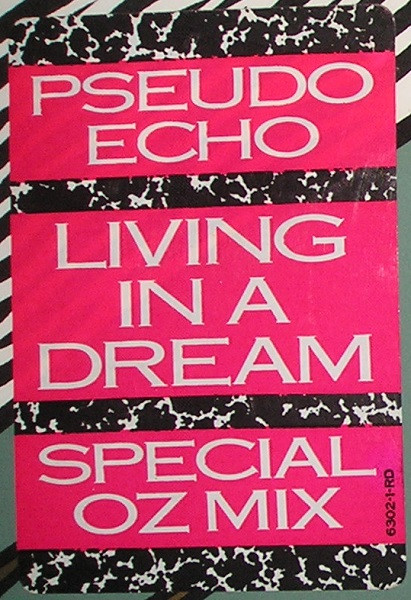 PSEUDO
ECHO
LIVING
IN A
DREAM
SPECIAL
OZ MIX
6302-1-RD